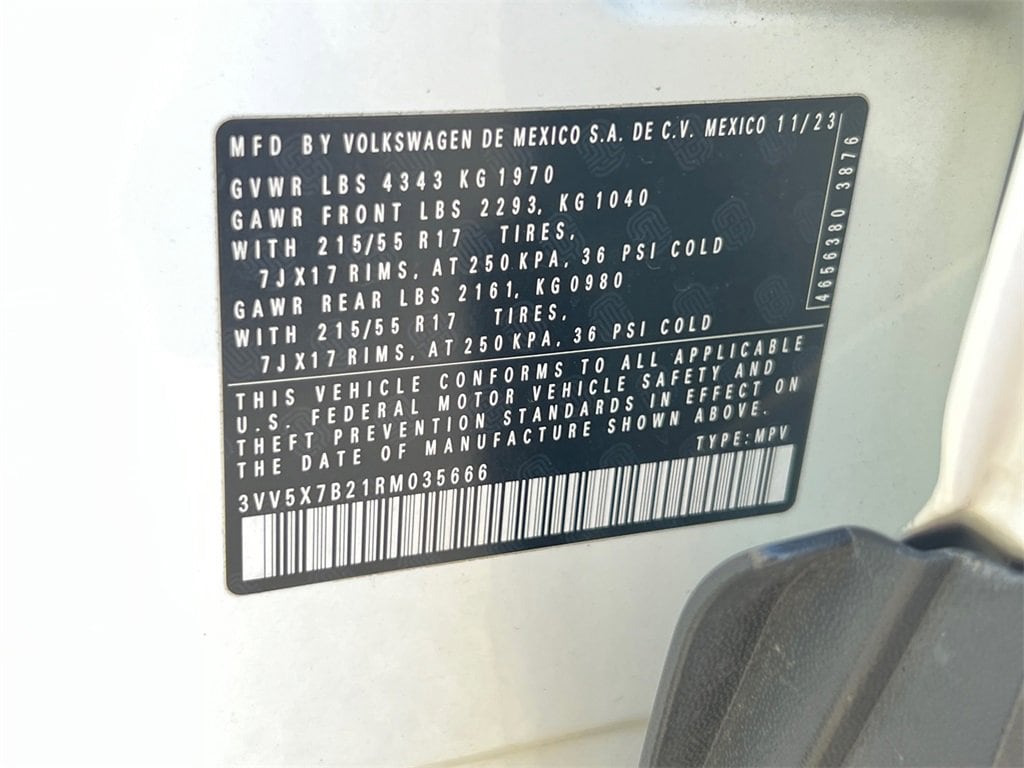 MFD BY VOLKSWAGEN DE MEXICO S.A. DE C.V. MEXICO 11/23
GVWR LBS 4343 KG 1970
GAWR FRONT LBS 2293, KG 1040
WITH 215/55 R17 TIRES,
7JX17 RIMS, AT 250 KPA, 36 PSI COLD
GAWR REAR LBS 2161, KG 0980
WITH 215/55 R17 TIRES,
7JX17 RIMS, AT 250 KPA, 36 PSI COLD
4656380 3876
THIS VEHICLE CONFORMS TO ALL APPLICABLE
U.S. FEDERAL MOTOR VEHICLE SAFETY AND
THEFT PREVENTION STANDARDS IN EFFECT ON
THE DATE OF MANUFACTURE SHOWN ABOVE.
TYPE: MPV
3VV5X7B21RM035666